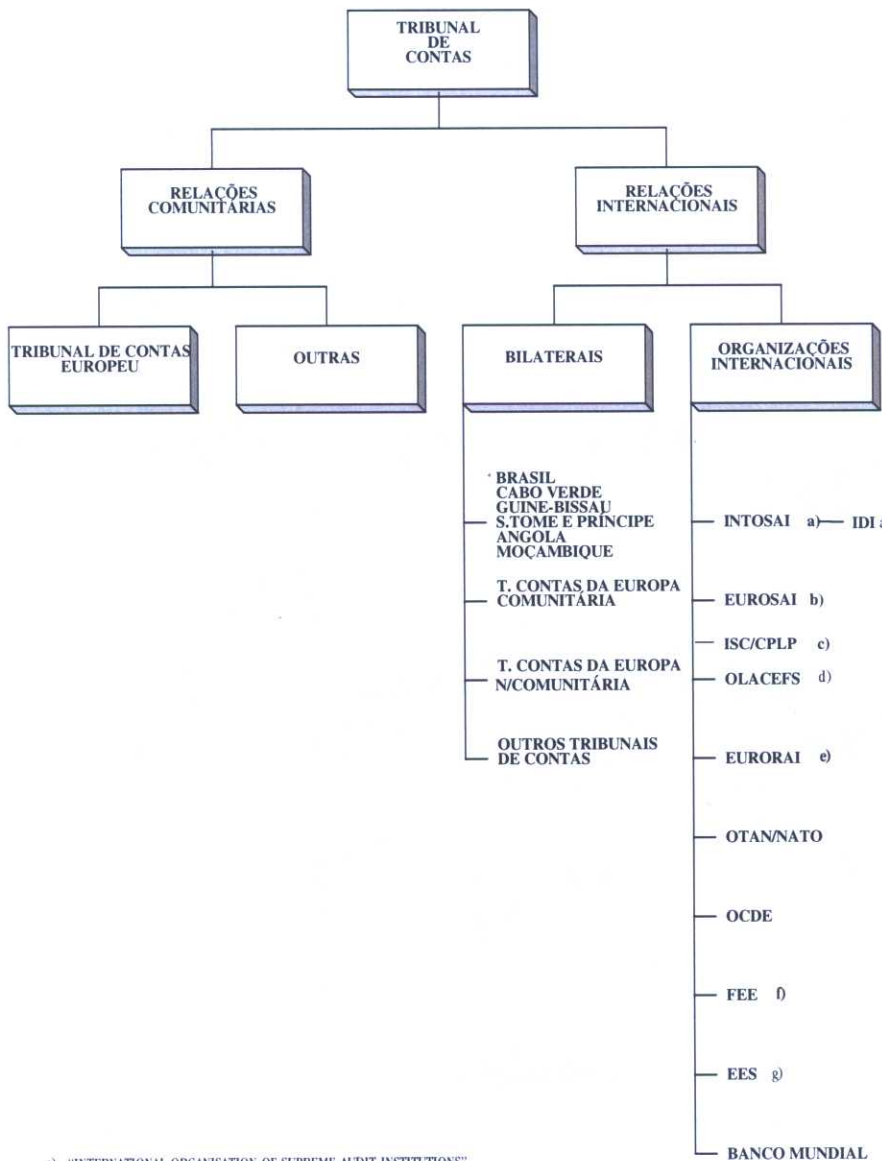 TRIBUNAL
DE
CONTAS
RELAÇÕES
COMUNITÁRIAS
RELAÇÕES
INTERNACIONAIS
TRIBUNAL DE CONTAS
EUROPEU
OUTRAS
BILATERAIS
ORGANIZAÇÕES
INTERNACIONAIS
BRASIL
CABO VERDE
GUINE-BISSAU
S.TOME E PRÍNCIPE
ANGOLA
MOÇAMBIQUE
T. CONTAS DA EUROPA
COMUNITÁRIA
T. CONTAS DA EUROPA
N/COMUNITÁRIA
OUTROS TRIBUNAIS
DE CONTAS
INTOSAI a) IDI a
EUROSAI b)
ISC/CPLP c)
OLACEFS d)
EURORAI e)
OTAN/NATO
OCDE
FEE f)
EES g)
BANCO MUNDIAL
"INTERNATIONAL ORGANISATION OF SUPREME AUDIT INSTITUTIONS"